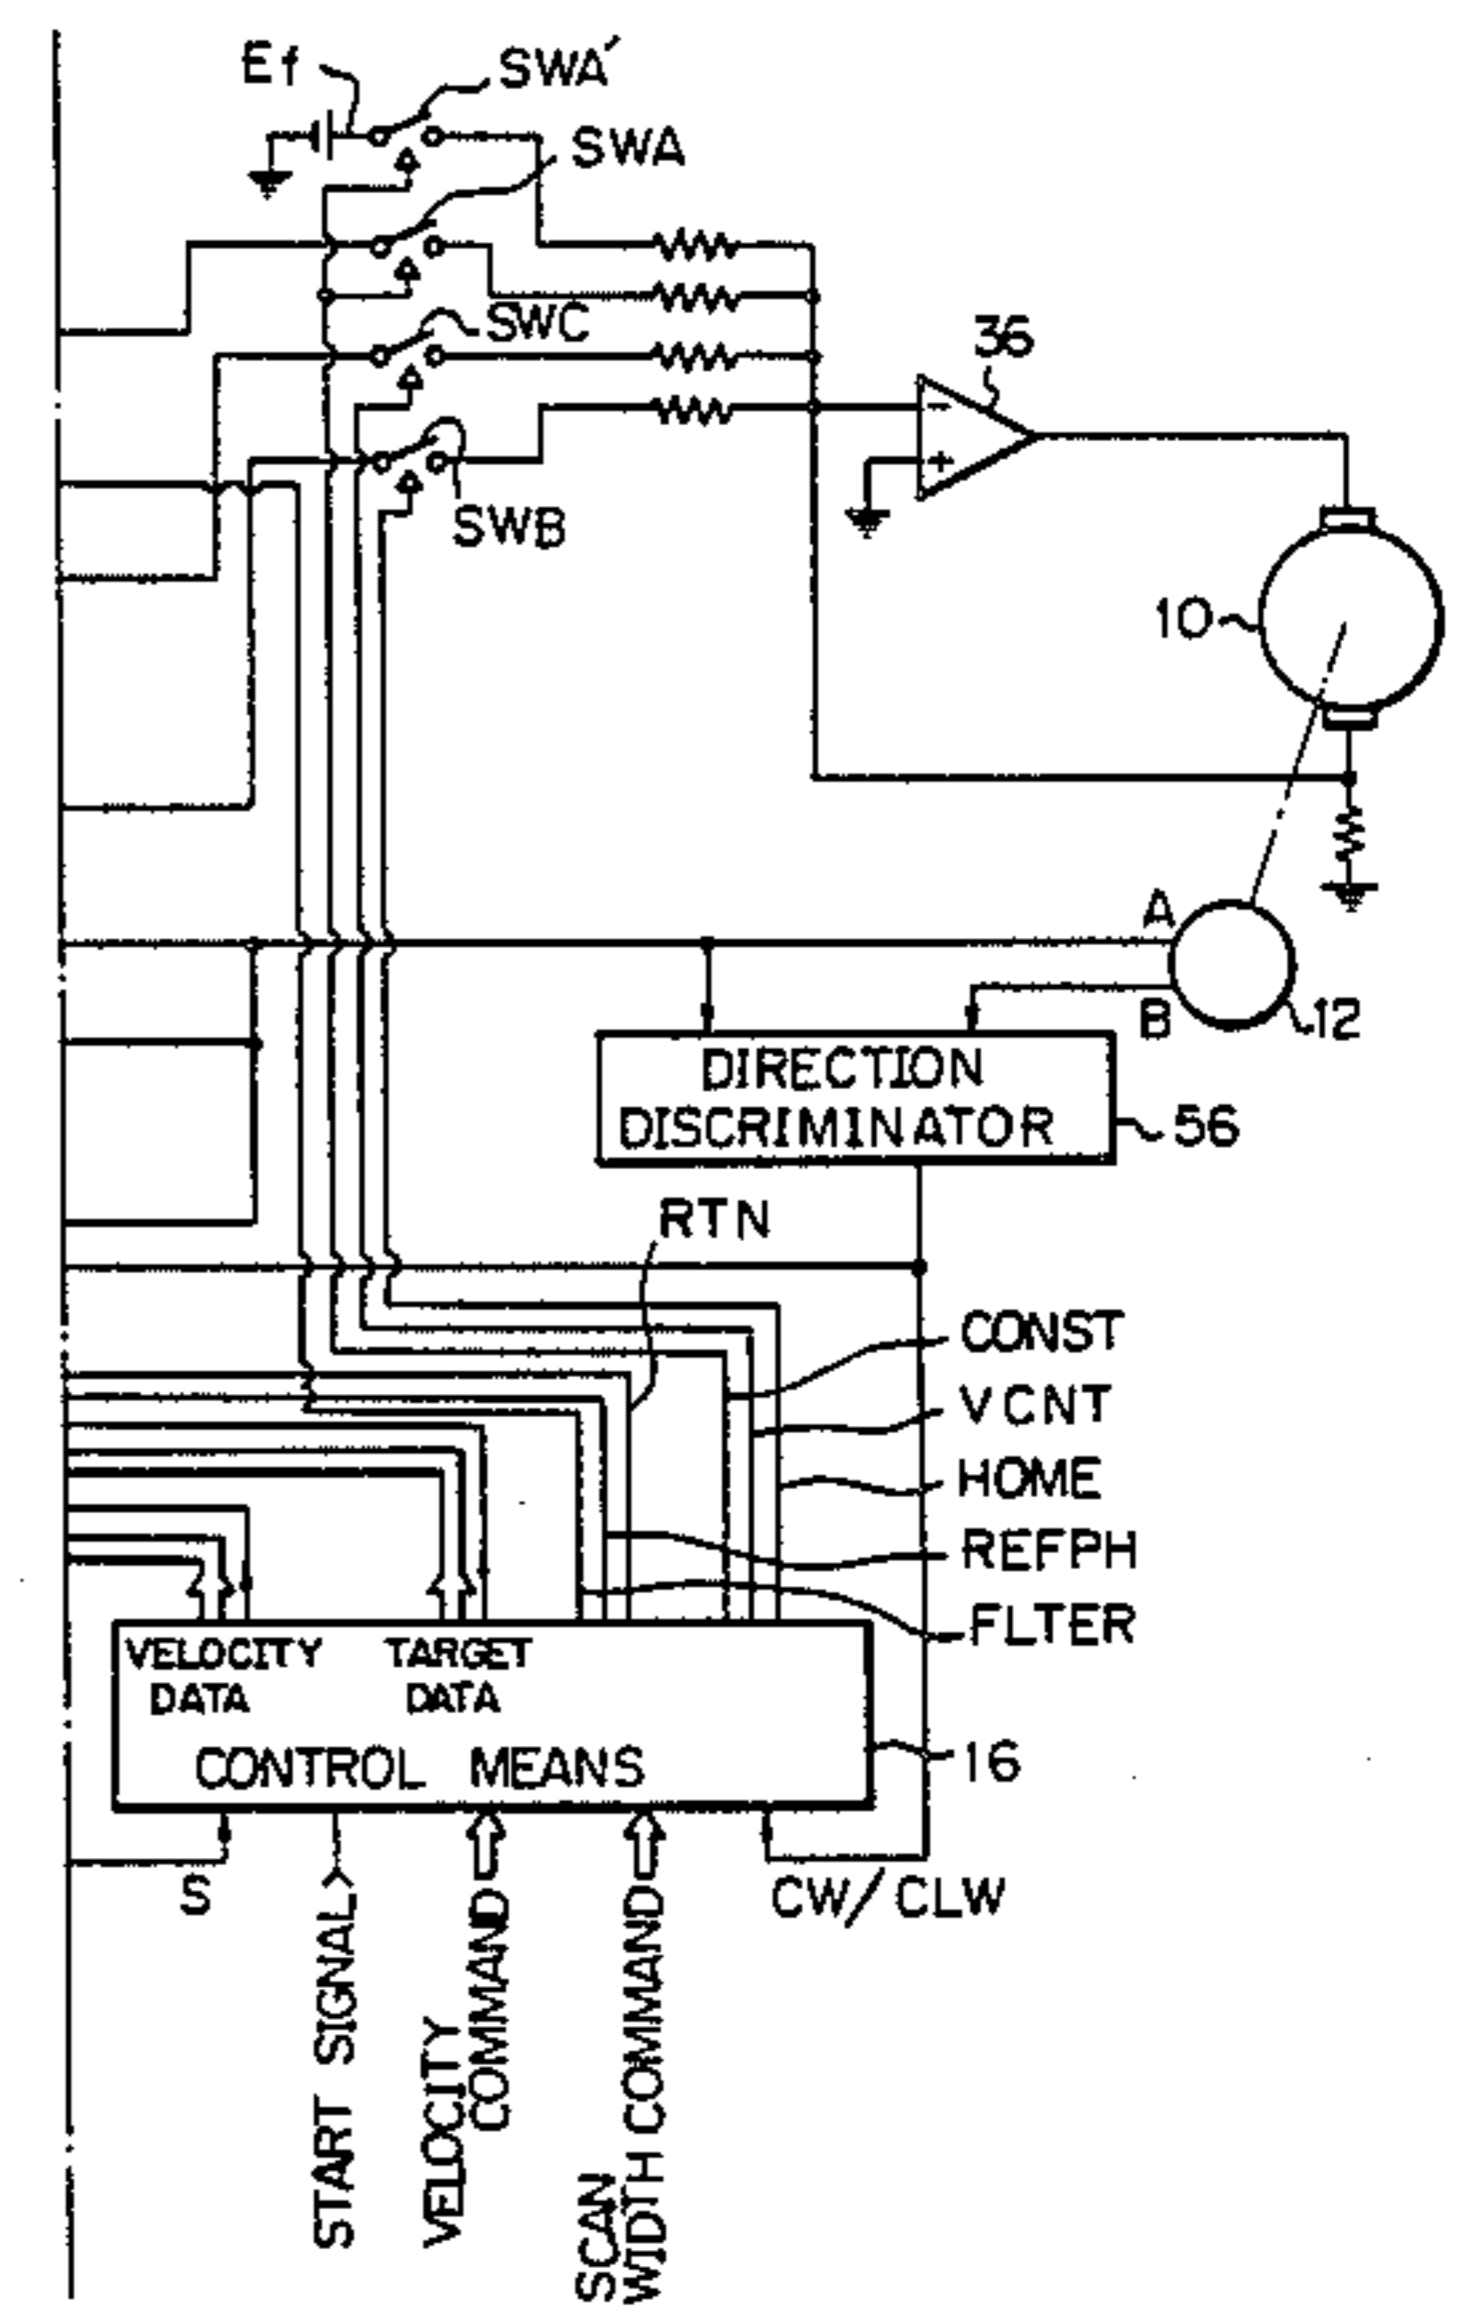 Ef
SWA'
SWA
SWC
SWB
36
-
+
10
A
B
12
DIRECTION
DISCRIMINATOR
56
RTN
CONST
VCNT
HOME
REFPH
FLTER
VELOCITY
DATA
TARGET
DATA
CONTROL MEANS
16
S
START SIGNAL
VELOCITY
COMMAND
SCAN
WIDTH COMMAND
CW/CLW